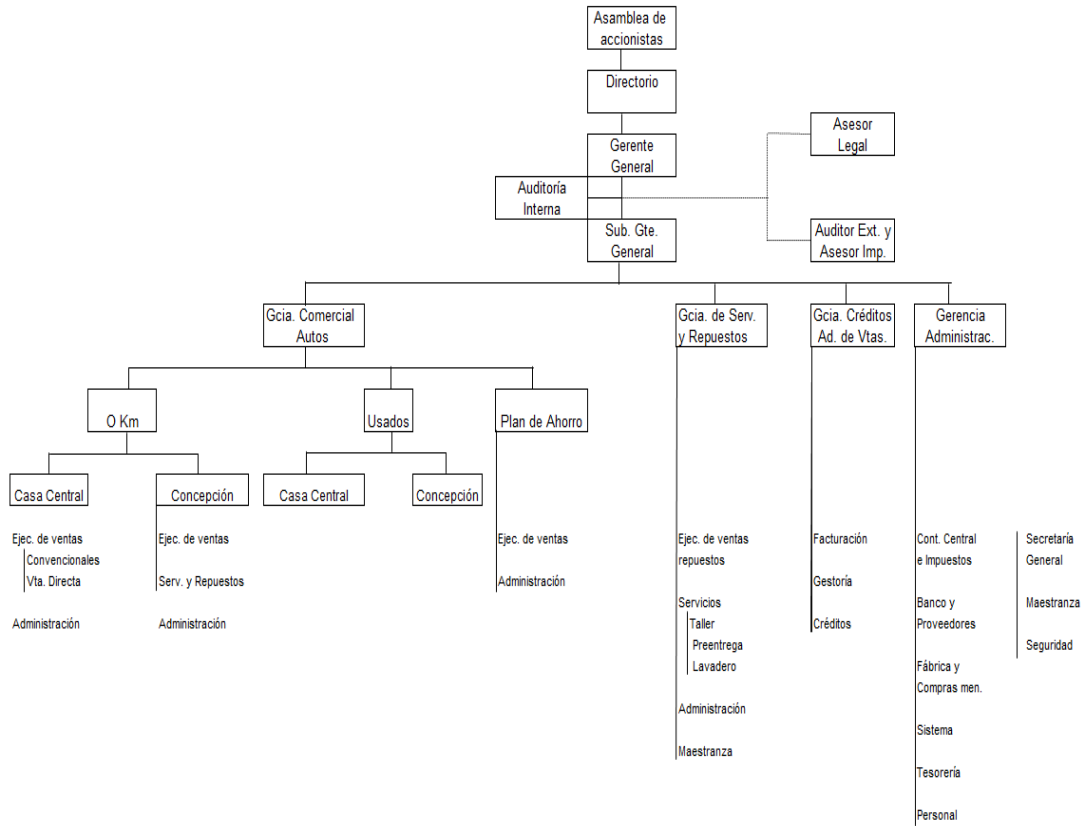 Asamblea de
accionistas
Directorio
Gerente
General
Asesor
Legal
Auditoría
Interna
Sub. Gte.
General
Auditor Ext. y
Asesor Imp.
Gcia. Comercial
Autos
Gcia. de Serv.
y Repuestos
Gcia. Créditos
Ad. de Vtas.
Gerencia
Administrac.
O Km
Usados
Plan de Ahorro
Casa Central
Concepción
Casa Central
Concepción
Ejec. de ventas
Convencionales
Vta. Directa
Administración
Ejec. de ventas
Serv. y Repuestos
Administración
Ejec. de ventas
Administración
Ejec. de ventas
repuestos
Servicios
Taller
Preentrega
Lavadero
Administración
Maestranza
Facturación
Gestoría
Créditos
Cont. Central
e Impuestos
Banco y
Proveedores
Fábrica y
Compras men.
Sistema
Tesorería
Personal
Secretaría
General
Maestranza
Seguridad